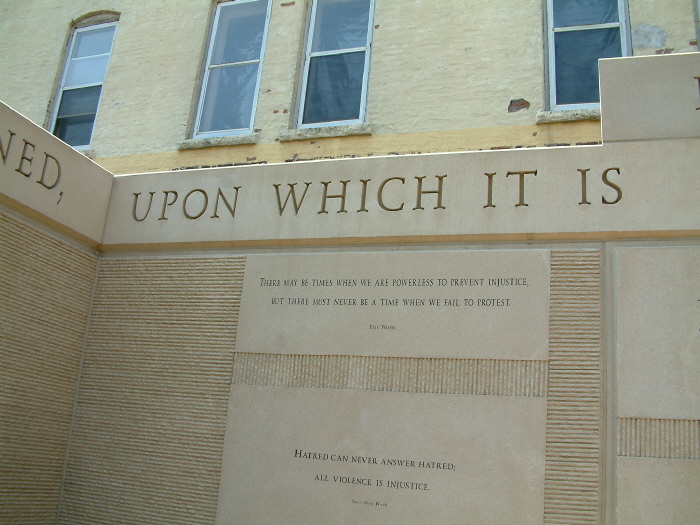 NED, UPON WHICH IT IS
THERE MAY BE TIMES WHEN WE ARE POWERLESS TO PREVENT INJUSTICE,
BUT THERE MUST NEVER BE A TIME WHEN WE FAIL TO PROTEST.
ELIE WIESEL
HATRED CAN NEVER ANSWER HATRED;
ALL VIOLENCE IS INJUSTICE.